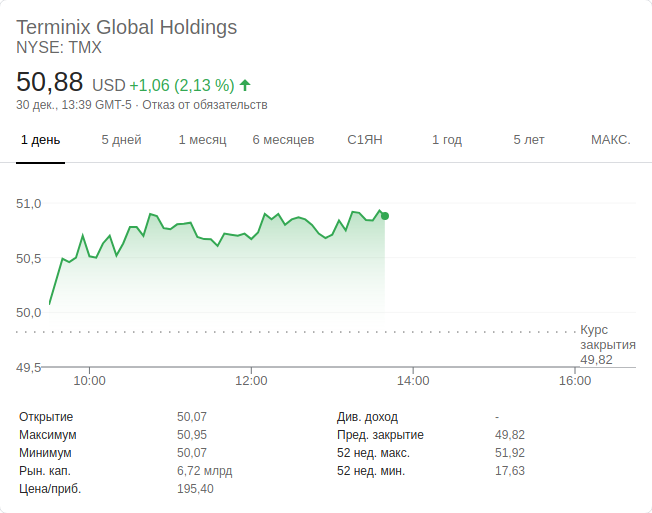 Terminix Global Holdings
NYSE: TMX
50,88 USD +1,06 (2,13 %)
30 дек., 13:39 GMT-5 · Отказ от обязательств
1 день 5 дней 1 месяц 6 месяцев С1ЯН 1 год 5 лет МАКС.
51,0
50,5
50,0
Курс
закрытия
49,82
49,5
10:00 12:00 14:00 16:00
Открытие 50,07 Див. доход -
Максимум 50,95 Пред. закрытие 49,82
Минимум 50,07 52 нед. макс. 51,92
Рын. кап. 6,72 млрд 52 нед. мин. 17,63
Цена/приб. 195,40